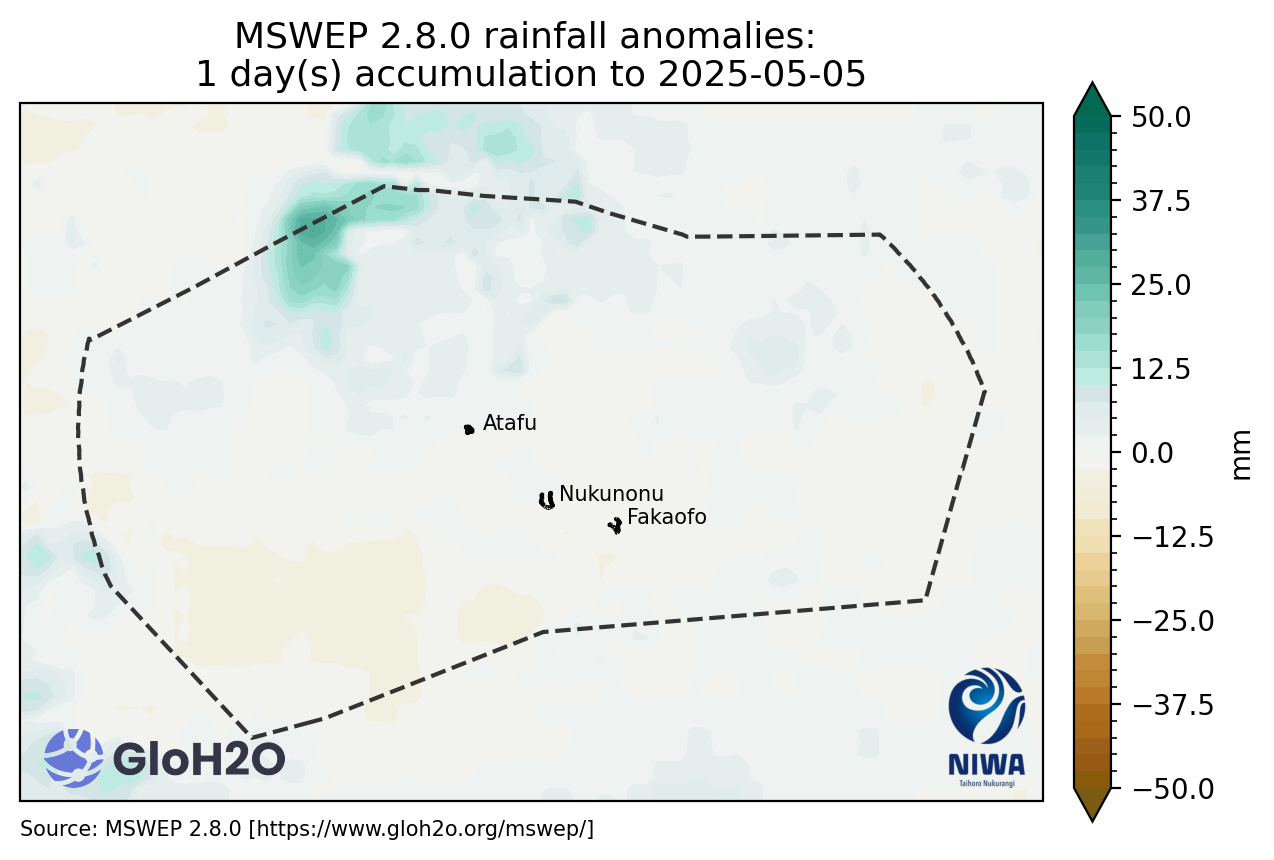 MSWEP 2.8.0 rainfall anomalies:
1 day(s) accumulation to 2025-05-05
50.0
37.5
25.0
12.5
0.0
−12.5
−25.0
−37.5
−50.0
mm
Atafu
Nukunonu
Fakaofo
GloH2O
NIWA
Taihoro Nukurangi
Source: MSWEP 2.8.0 [https://www.gloh2o.org/mswep/]